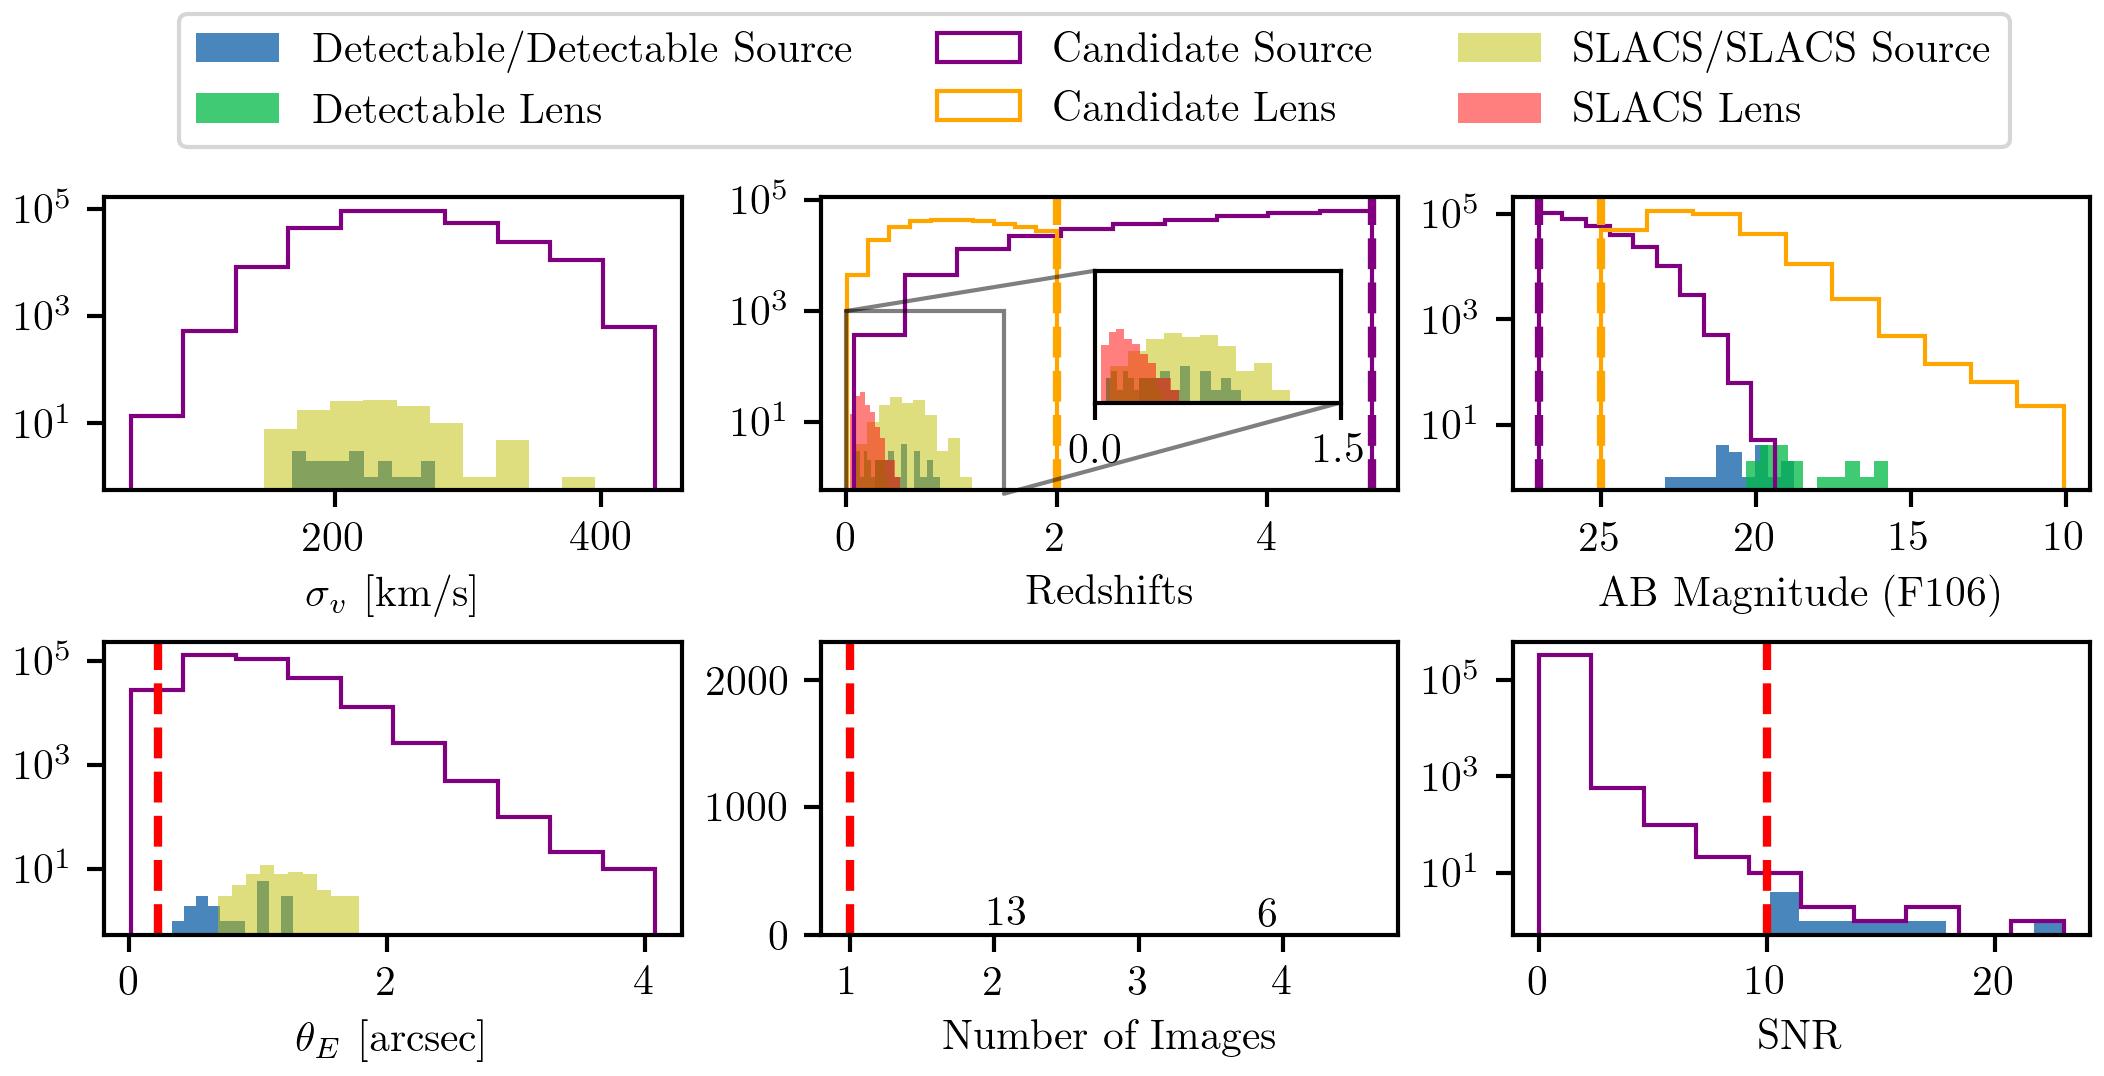 Detectable/Detectable Source Candidate Source SLACS/SLACS Source
Detectable Lens Candidate Lens SLACS Lens
10^5
10^3
10^1
200 400
σ_v [km/s]
10^5
10^3
10^1
0.0 1.5
0 2 4
Redshifts
10^5
10^3
10^1
25 20 15 10
AB Magnitude (F106)
10^5
10^3
10^1
0 2 4
θ_E [arcsec]
2000
1000
0
13 6
1 2 3 4
Number of Images
10^5
10^3
10^1
0 10 20
SNR